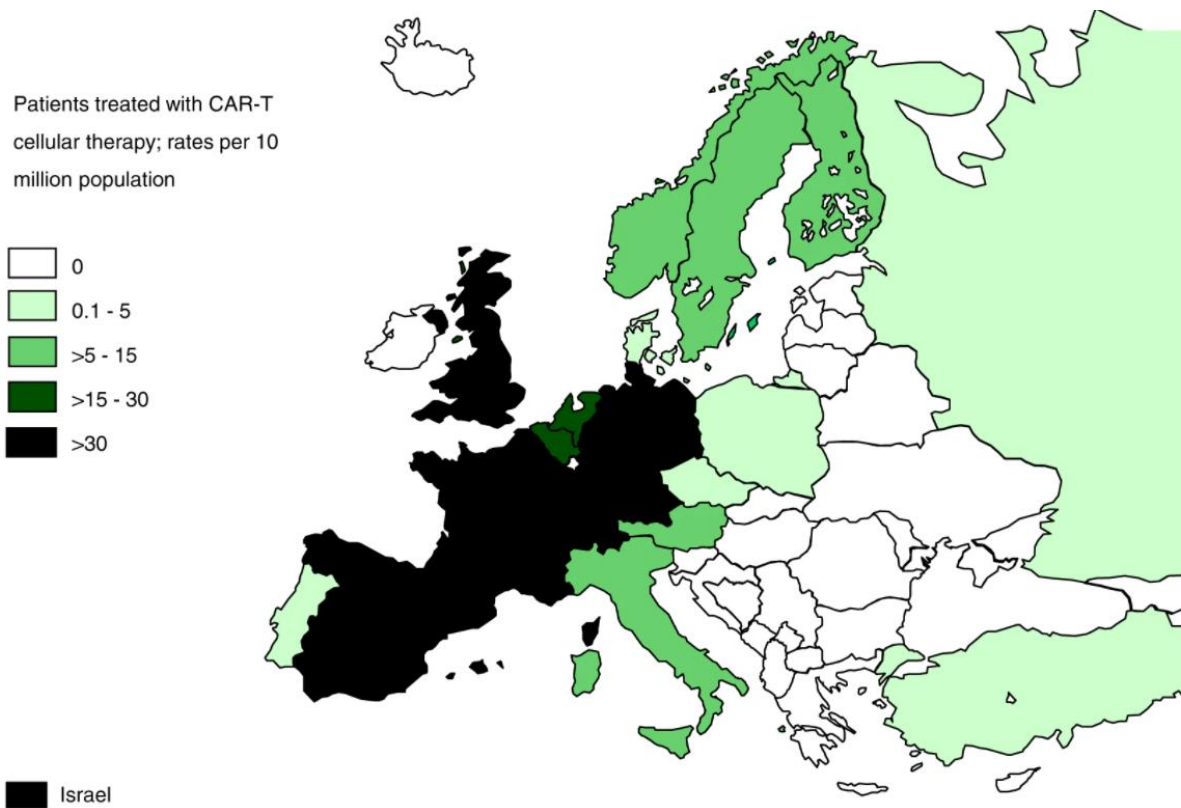 Patients treated with CAR-T
cellular therapy; rates per 10
million population
0
0.1 - 5
>5 - 15
>15 - 30
>30
Israel